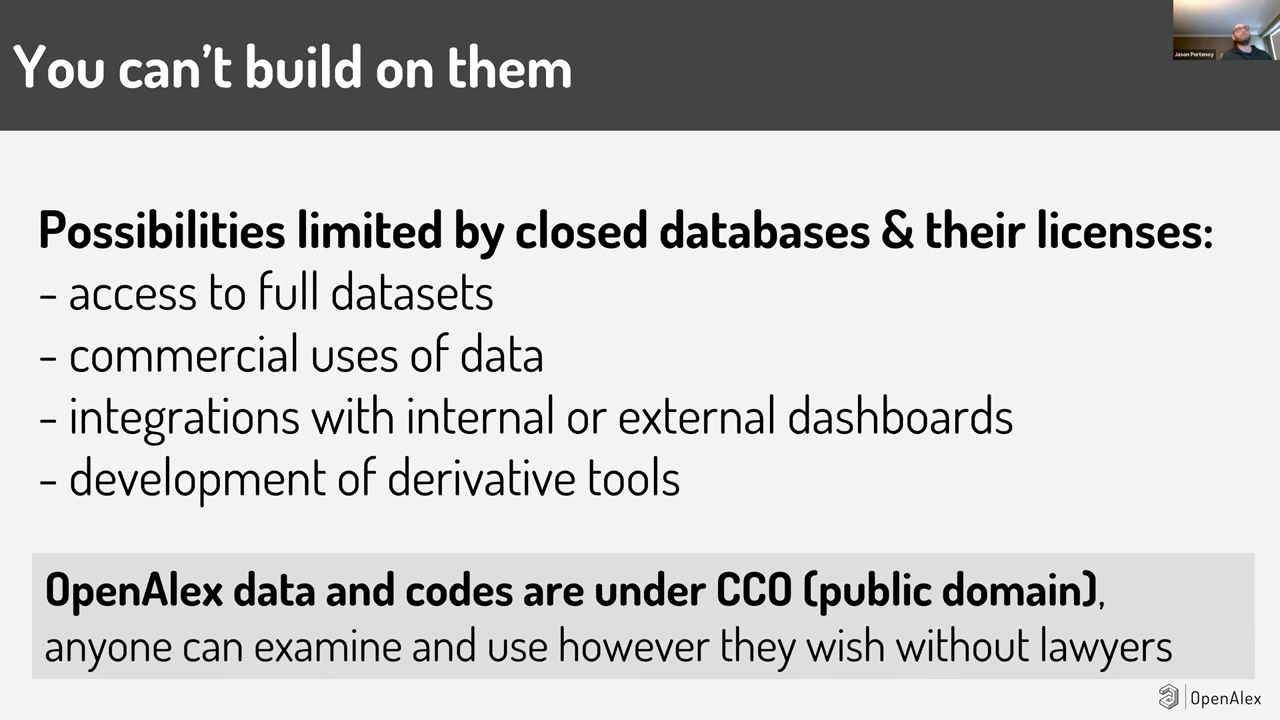 You can't build on them
Jason Portenoy
Possibilities limited by closed databases & their licenses:
- access to full datasets
- commercial uses of data
- integrations with internal or external dashboards
- development of derivative tools
OpenAlex data and codes are under CC0 (public domain),
anyone can examine and use however they wish without lawyers
OpenAlex